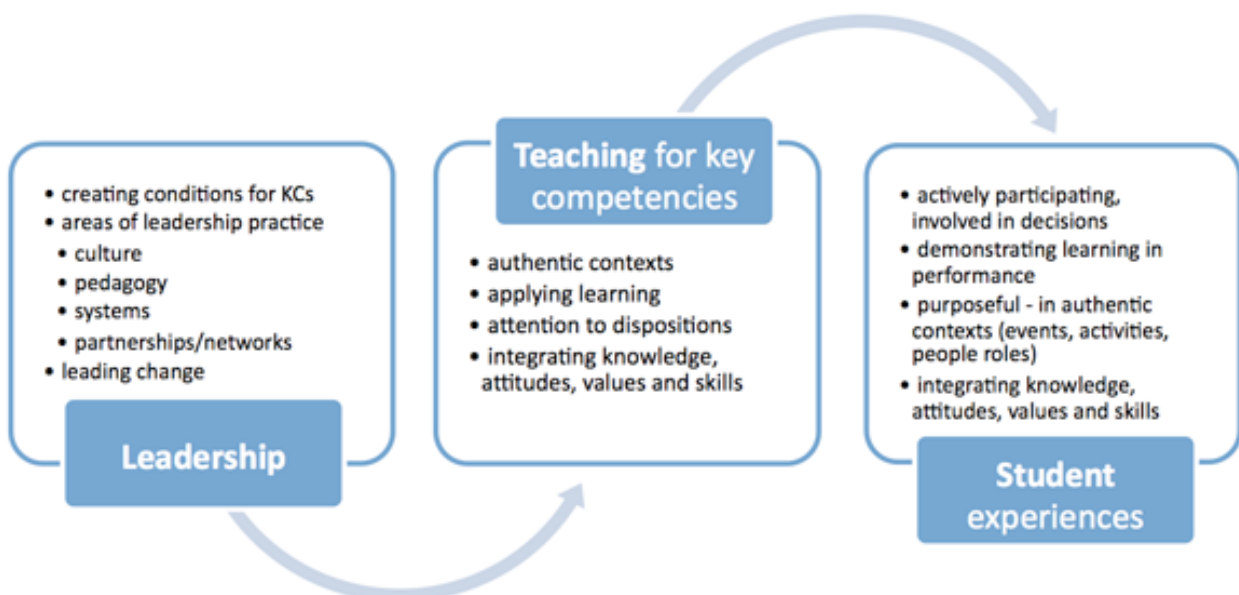 • creating conditions for KCs
• areas of leadership practice
• culture
• pedagogy
• systems
• partnerships/networks
• leading change
Leadership
Teaching for key
competencies
• authentic contexts
• applying learning
• attention to dispositions
• integrating knowledge,
attitudes, values and skills
• actively participating,
involved in decisions
• demonstrating learning in
performance
• purposeful - in authentic
contexts (events, activities,
people roles)
• integrating knowledge,
attitudes, values and skills
Student
experiences